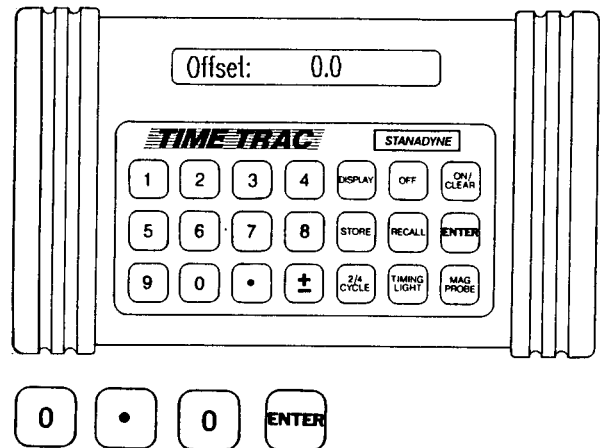 Offset: 0.0
TIME TRAC STANADYNE
1 2 3 4 DISPLAY OFF ON/CLEAR
5 6 7 8 STORE RECALL ENTER
9 0 • ± 2/4 CYCLE TIMING LIGHT MAG PROBE
0 • 0 ENTER